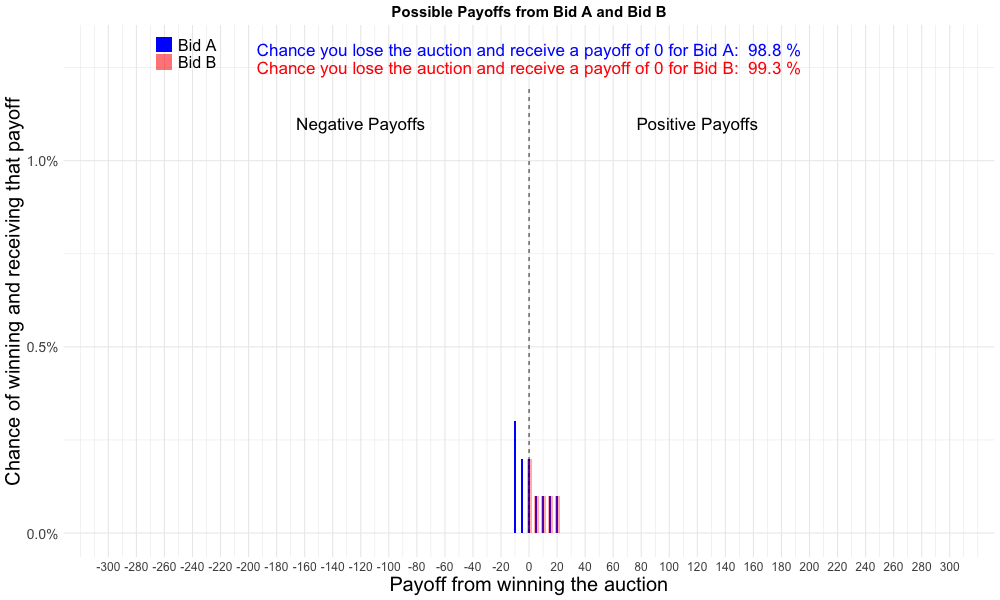 Possible Payoffs from Bid A and Bid B
Bid A
Bid B
Chance you lose the auction and receive a payoff of 0 for Bid A: 98.8 %
Chance you lose the auction and receive a payoff of 0 for Bid B: 99.3 %
Negative Payoffs
Positive Payoffs
Chance of winning and receiving that payoff
1.0%
0.5%
0.0%
-300 -280 -260 -240 -220 -200 -180 -160 -140 -120 -100 -80 -60 -40 -20 0 20 40 60 80 100 120 140 160 180 200 220 240 260 280 300
Payoff from winning the auction